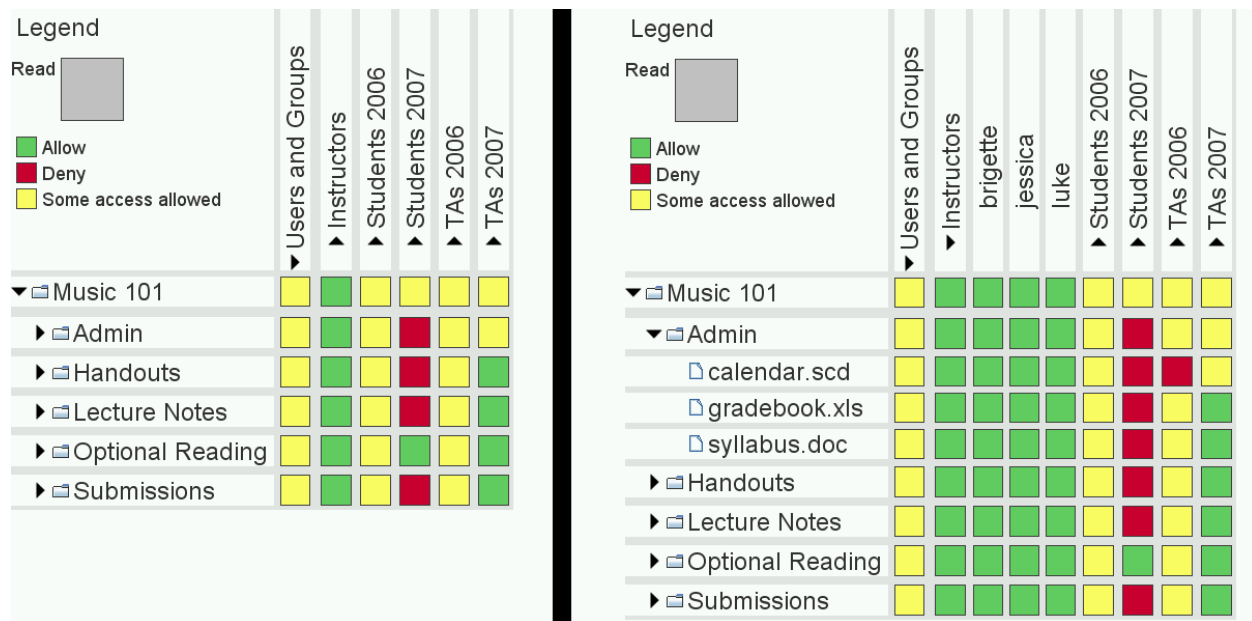 Legend
Read
Allow
Deny
Some access allowed
Users and Groups
Instructors
Students 2006
Students 2007
TAs 2006
TAs 2007
Music 101
Admin
Handouts
Lecture Notes
Optional Reading
Submissions
Legend
Read
Allow
Deny
Some access allowed
Users and Groups
Instructors
brigette
jessica
luke
Students 2006
Students 2007
TAs 2006
TAs 2007
Music 101
Admin
calendar.scd
gradebook.xls
syllabus.doc
Handouts
Lecture Notes
Optional Reading
Submissions